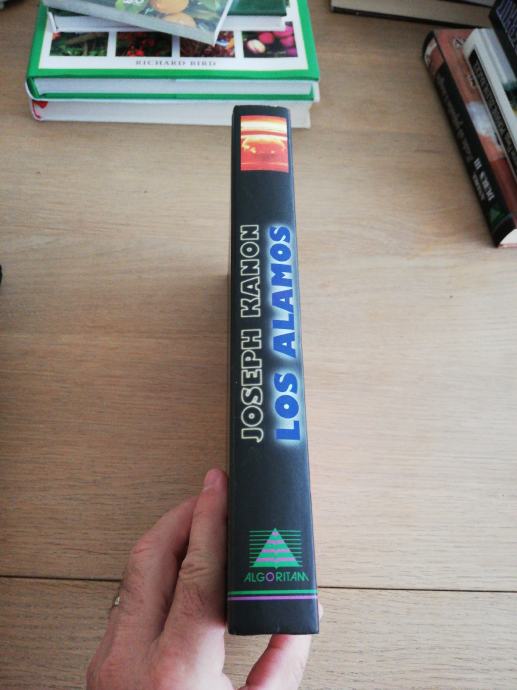 RICHARD BIRD
JOSEPH KANON
LOS ALAMOS
ALGORITAM